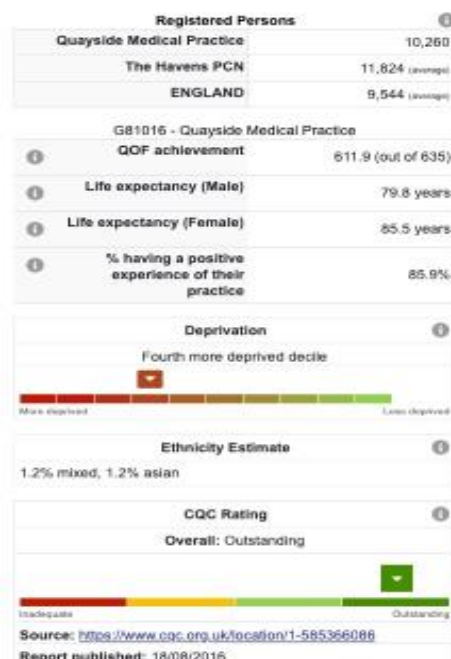 Registered Persons
Quayside Medical Practice 10,260
The Havens PCN 11,824 (average)
ENGLAND 9,544 (average)
G81016 - Quayside Medical Practice
QOF achievement 611.9 (out of 635)
Life expectancy (Male) 79.8 years
Life expectancy (Female) 85.5 years
% having a positive
experience of their
practice 85.9%
Deprivation
Fourth more deprived decile
More deprived Less deprived
Ethnicity Estimate
1.2% mixed, 1.2% asian
CQC Rating
Overall: Outstanding
Inadequate Outstanding
Source: https://www.cqc.org.uk/location/1-585366086
Report published: 18/08/2016